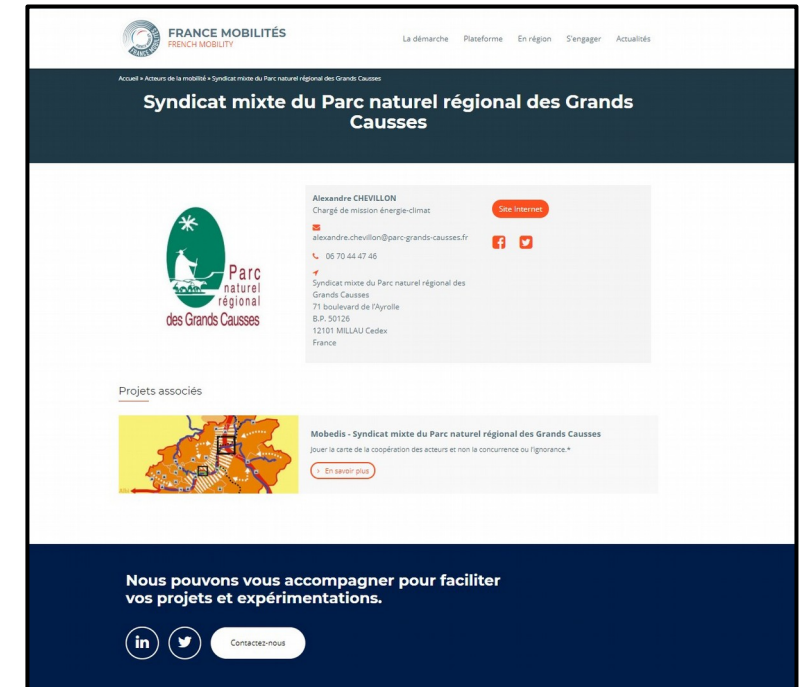 FRANCE MOBILITÉS
FRENCH MOBILITY
La démarche Plateforme En région S'engager Actualités
Accueil » Acteurs de la mobilité » Syndicat mixte du Parc naturel régional des Grands Causses
Syndicat mixte du Parc naturel régional des Grands
Causses
Parc
naturel
régional
des Grands Causses
Alexandre CHEVILLON
Chargé de mission énergie-climat
alexandre.chevillon@parc-grands-causses.fr
06 70 44 47 46
Syndicat mixte du Parc naturel régional des
Grands Causses
71 boulevard de l'Ayrolle
B.P. 50126
12101 MILLAU Cedex
France
Site Internet
Projets associés
Mobedis - Syndicat mixte du Parc naturel régional des Grands Causses
Jouer la carte de la coopération des acteurs et non la concurrence ou l'ignorance.*
› En savoir plus
Nous pouvons vous accompagner pour faciliter
vos projets et expérimentations.
in
Contactez-nous